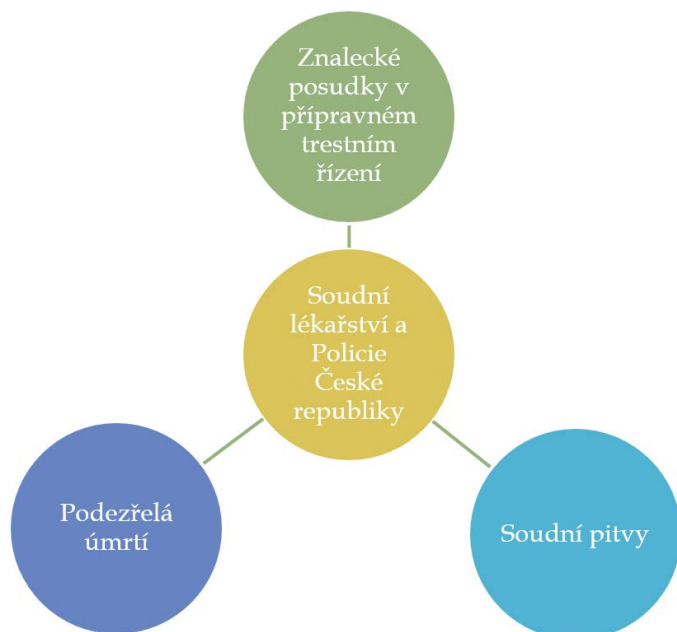 Znalecké
posudky v
přípravném
trestním
řízení
Soudní
lékařství a
Policie
České
republiky
Podezřelá
úmrtí
Soudní pitvy